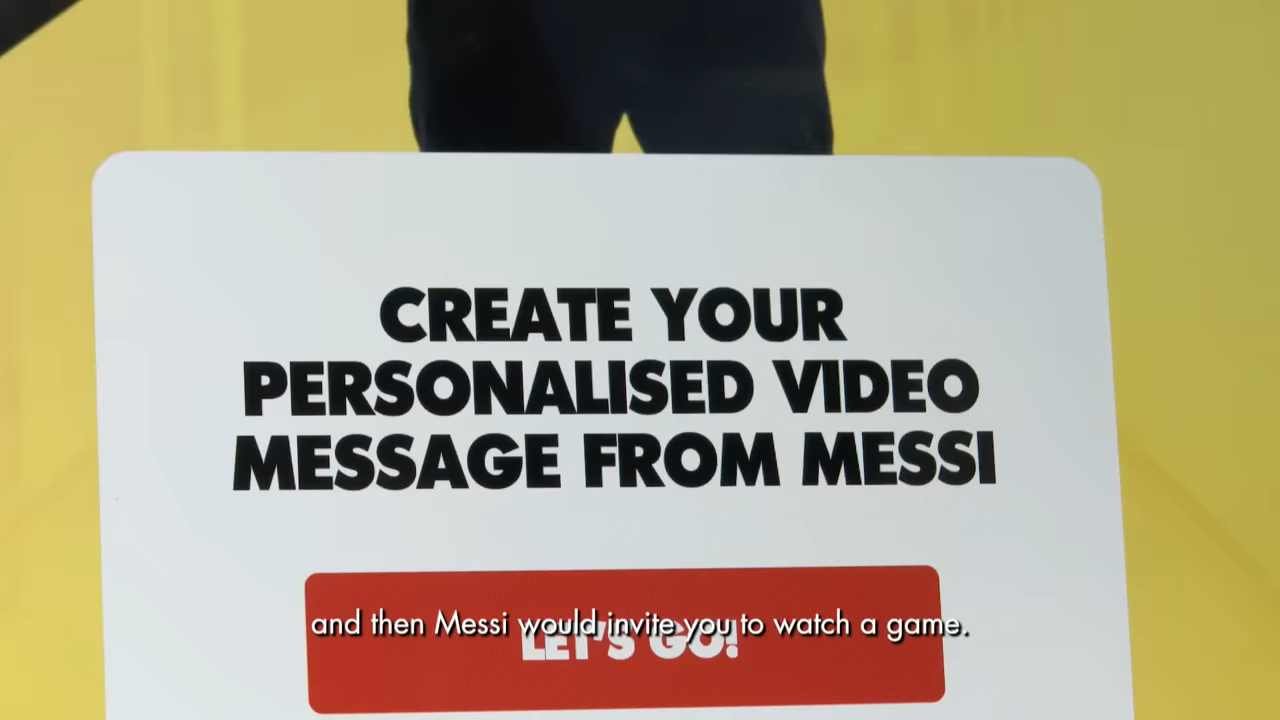 CREATE YOUR
PERSONALISED VIDEO
MESSAGE FROM MESSI
and then Messi would invite you to watch a game.
LET'S GO!